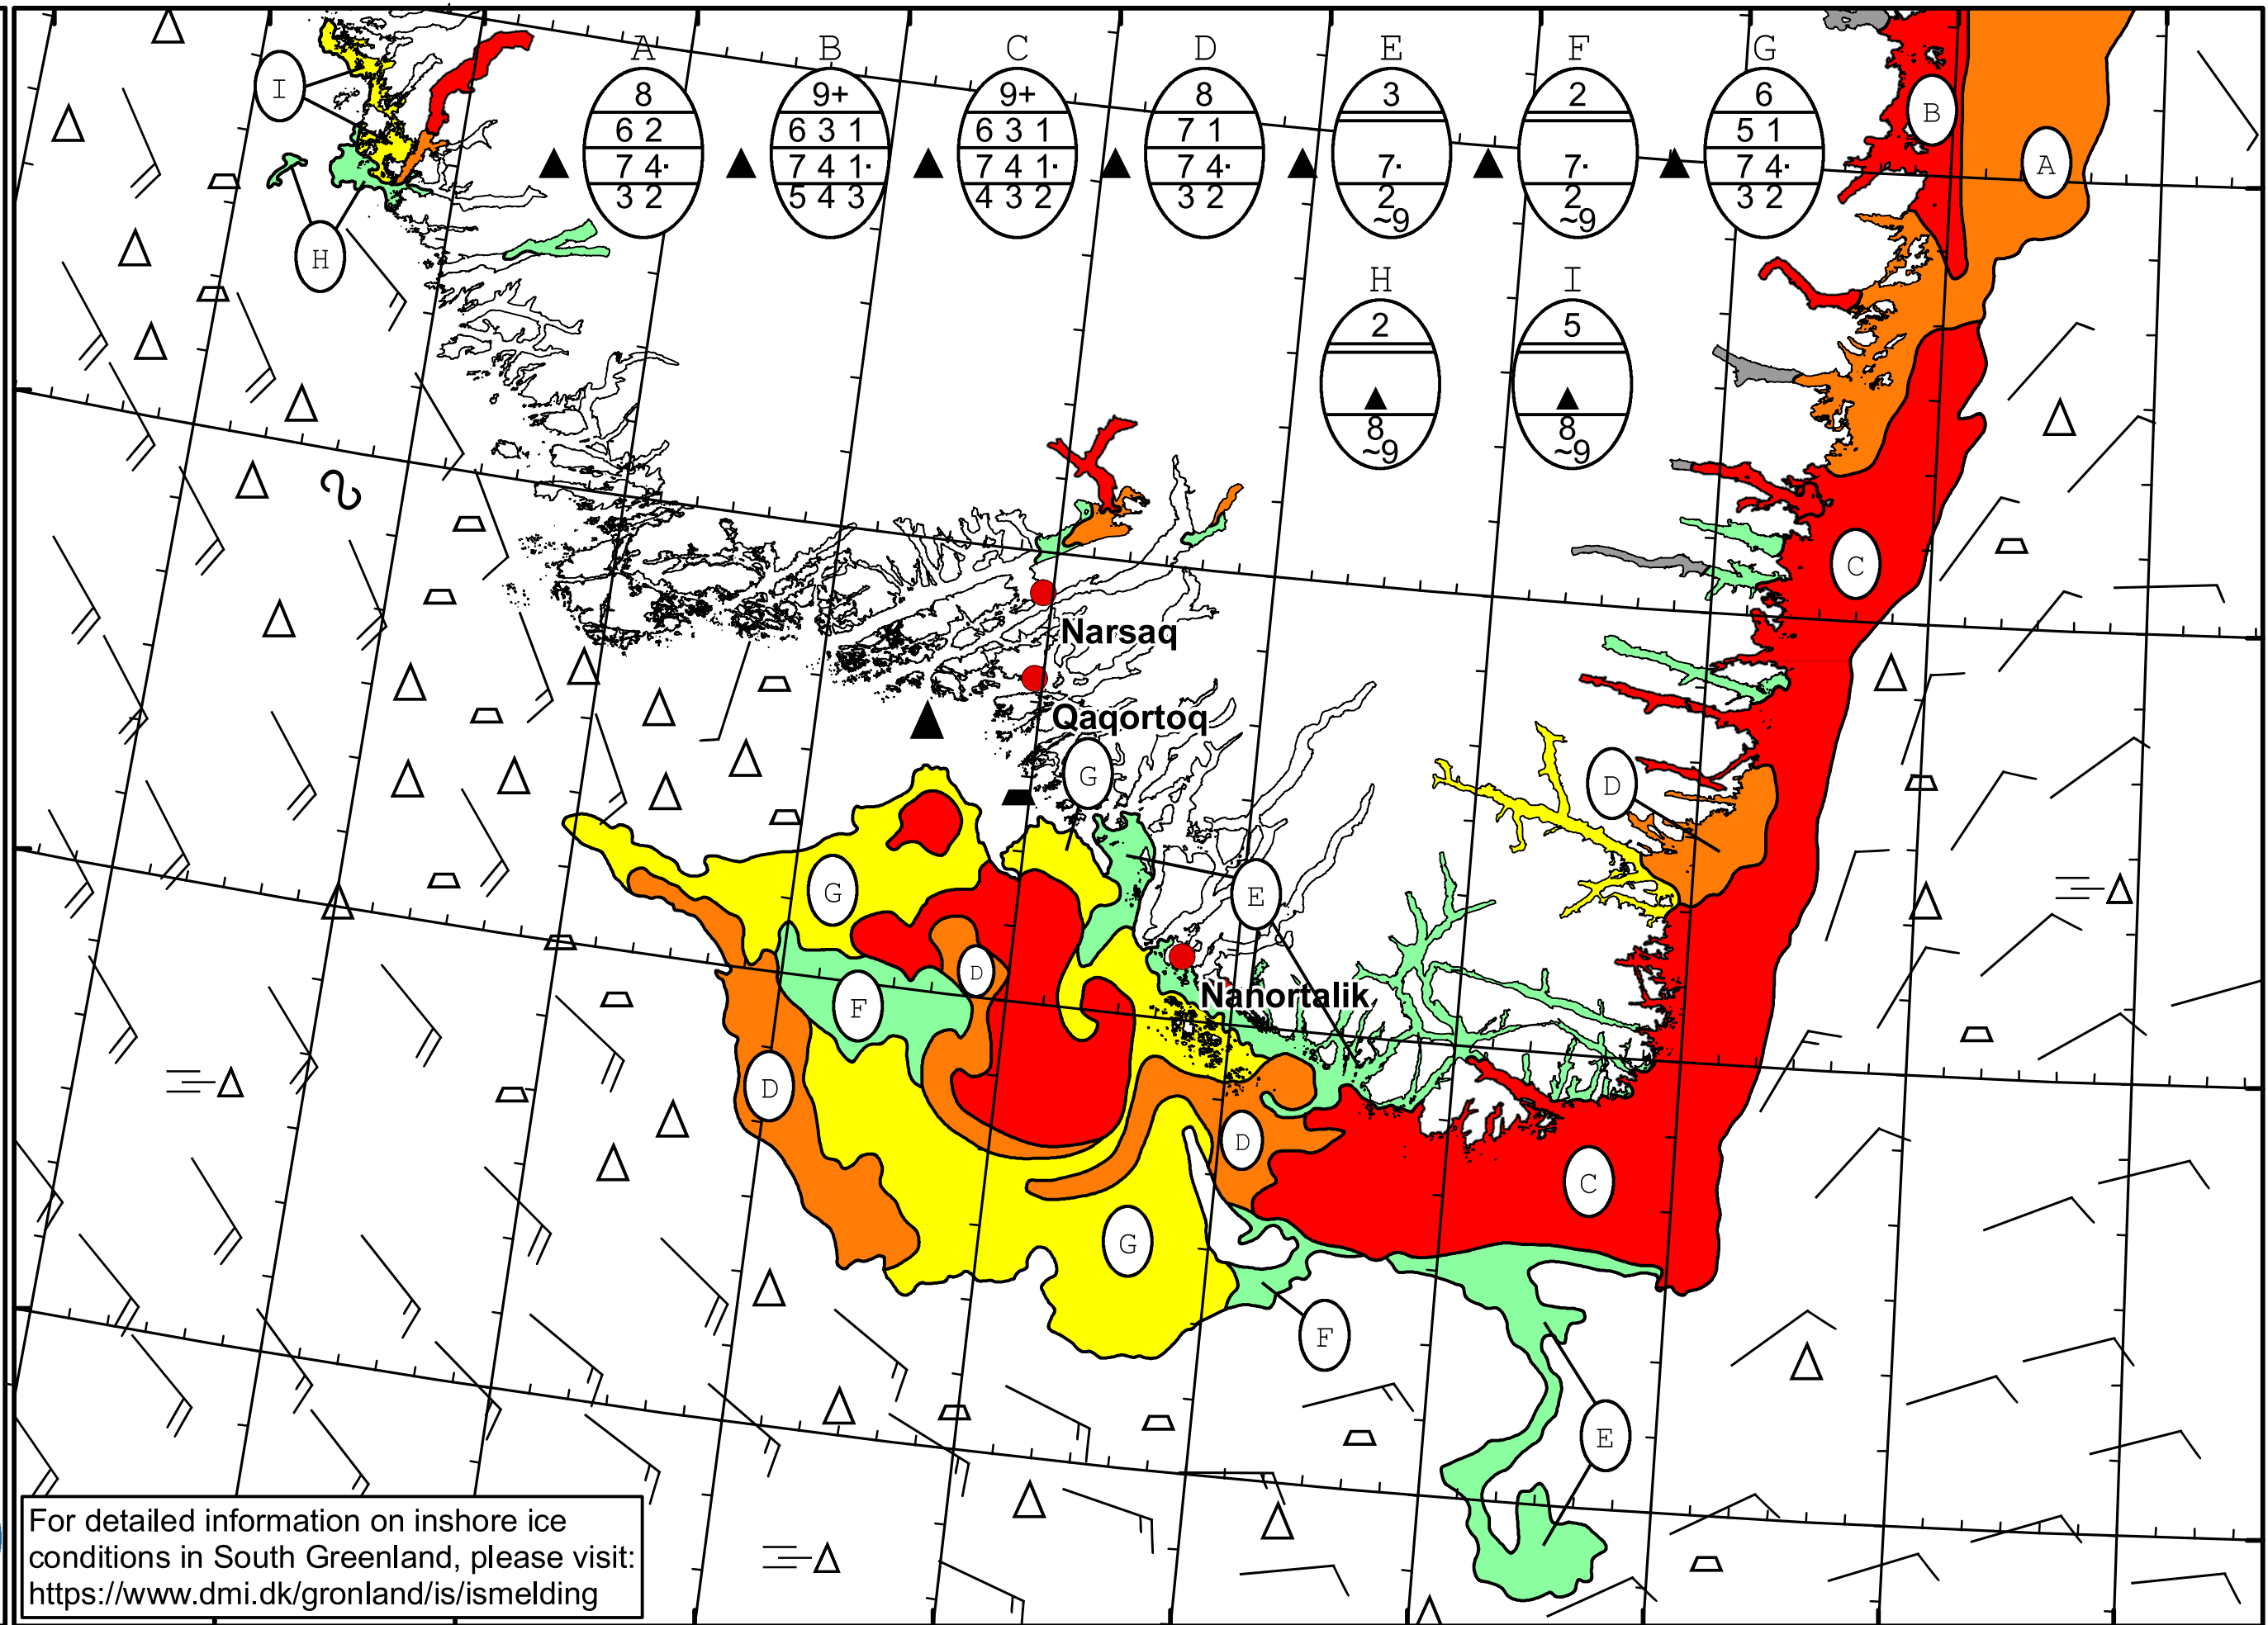 A B C D E F G
8 9+ 9+ 8 3 2 6
6 2 6 3 1 6 3 1 7 1 5 1
7 4· 7 4 1· 7 4 1· 7 4· 7· 7· 7 4·
3 2 5 4 3 4 3 2 3 2 2 2 3 2
~9 ~9
H I
2 5
8 8
~9 ~9
I
H
B
A
C
Narsaq
Qaqortoq
G
D
G
E
D
Nanortalik
F
D
D
C
G
F
E
For detailed information on inshore ice
conditions in South Greenland, please visit:
https://www.dmi.dk/gronland/is/ismelding